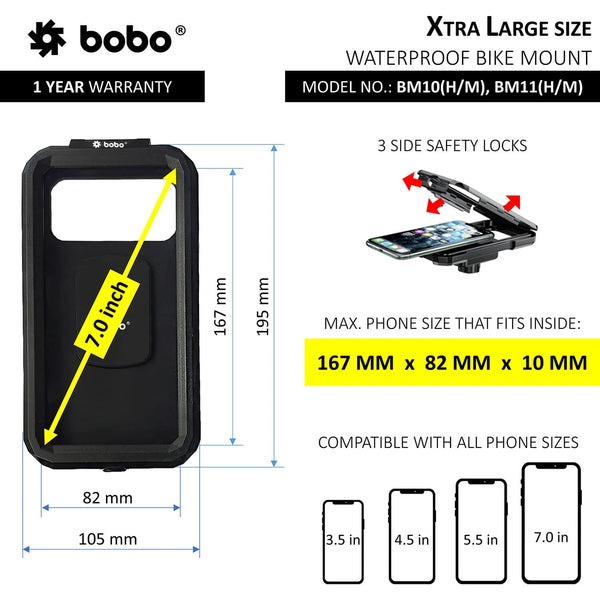 bobo®
1 YEAR WARRANTY
XTRA LARGE SIZE
WATERPROOF BIKE MOUNT
MODEL NO.: BM10(H/M), BM11(H/M)
bobo®
7.0 inch
bobo®
167 mm
195 mm
82 mm
105 mm
3 SIDE SAFETY LOCKS
MAX. PHONE SIZE THAT FITS INSIDE:
167 MM x 82 MM x 10 MM
COMPATIBLE WITH ALL PHONE SIZES
3.5 in
4.5 in
5.5 in
7.0 in